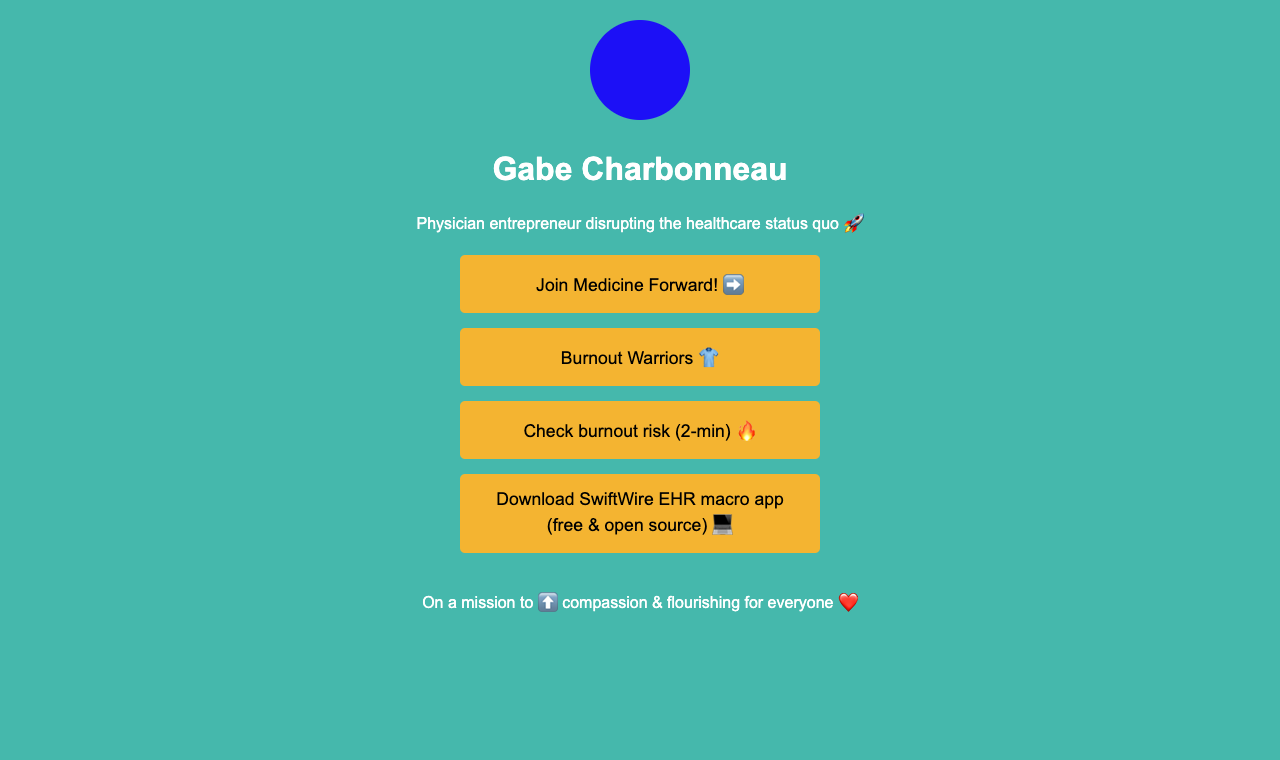 Gabe Charbonneau
Physician entrepreneur disrupting the healthcare status quo 🚀
Join Medicine Forward! ➡️
Burnout Warriors 👕
Check burnout risk (2-min) 🔥
Download SwiftWire EHR macro app
(free & open source) 💻
On a mission to ⬆️ compassion & flourishing for everyone ❤️